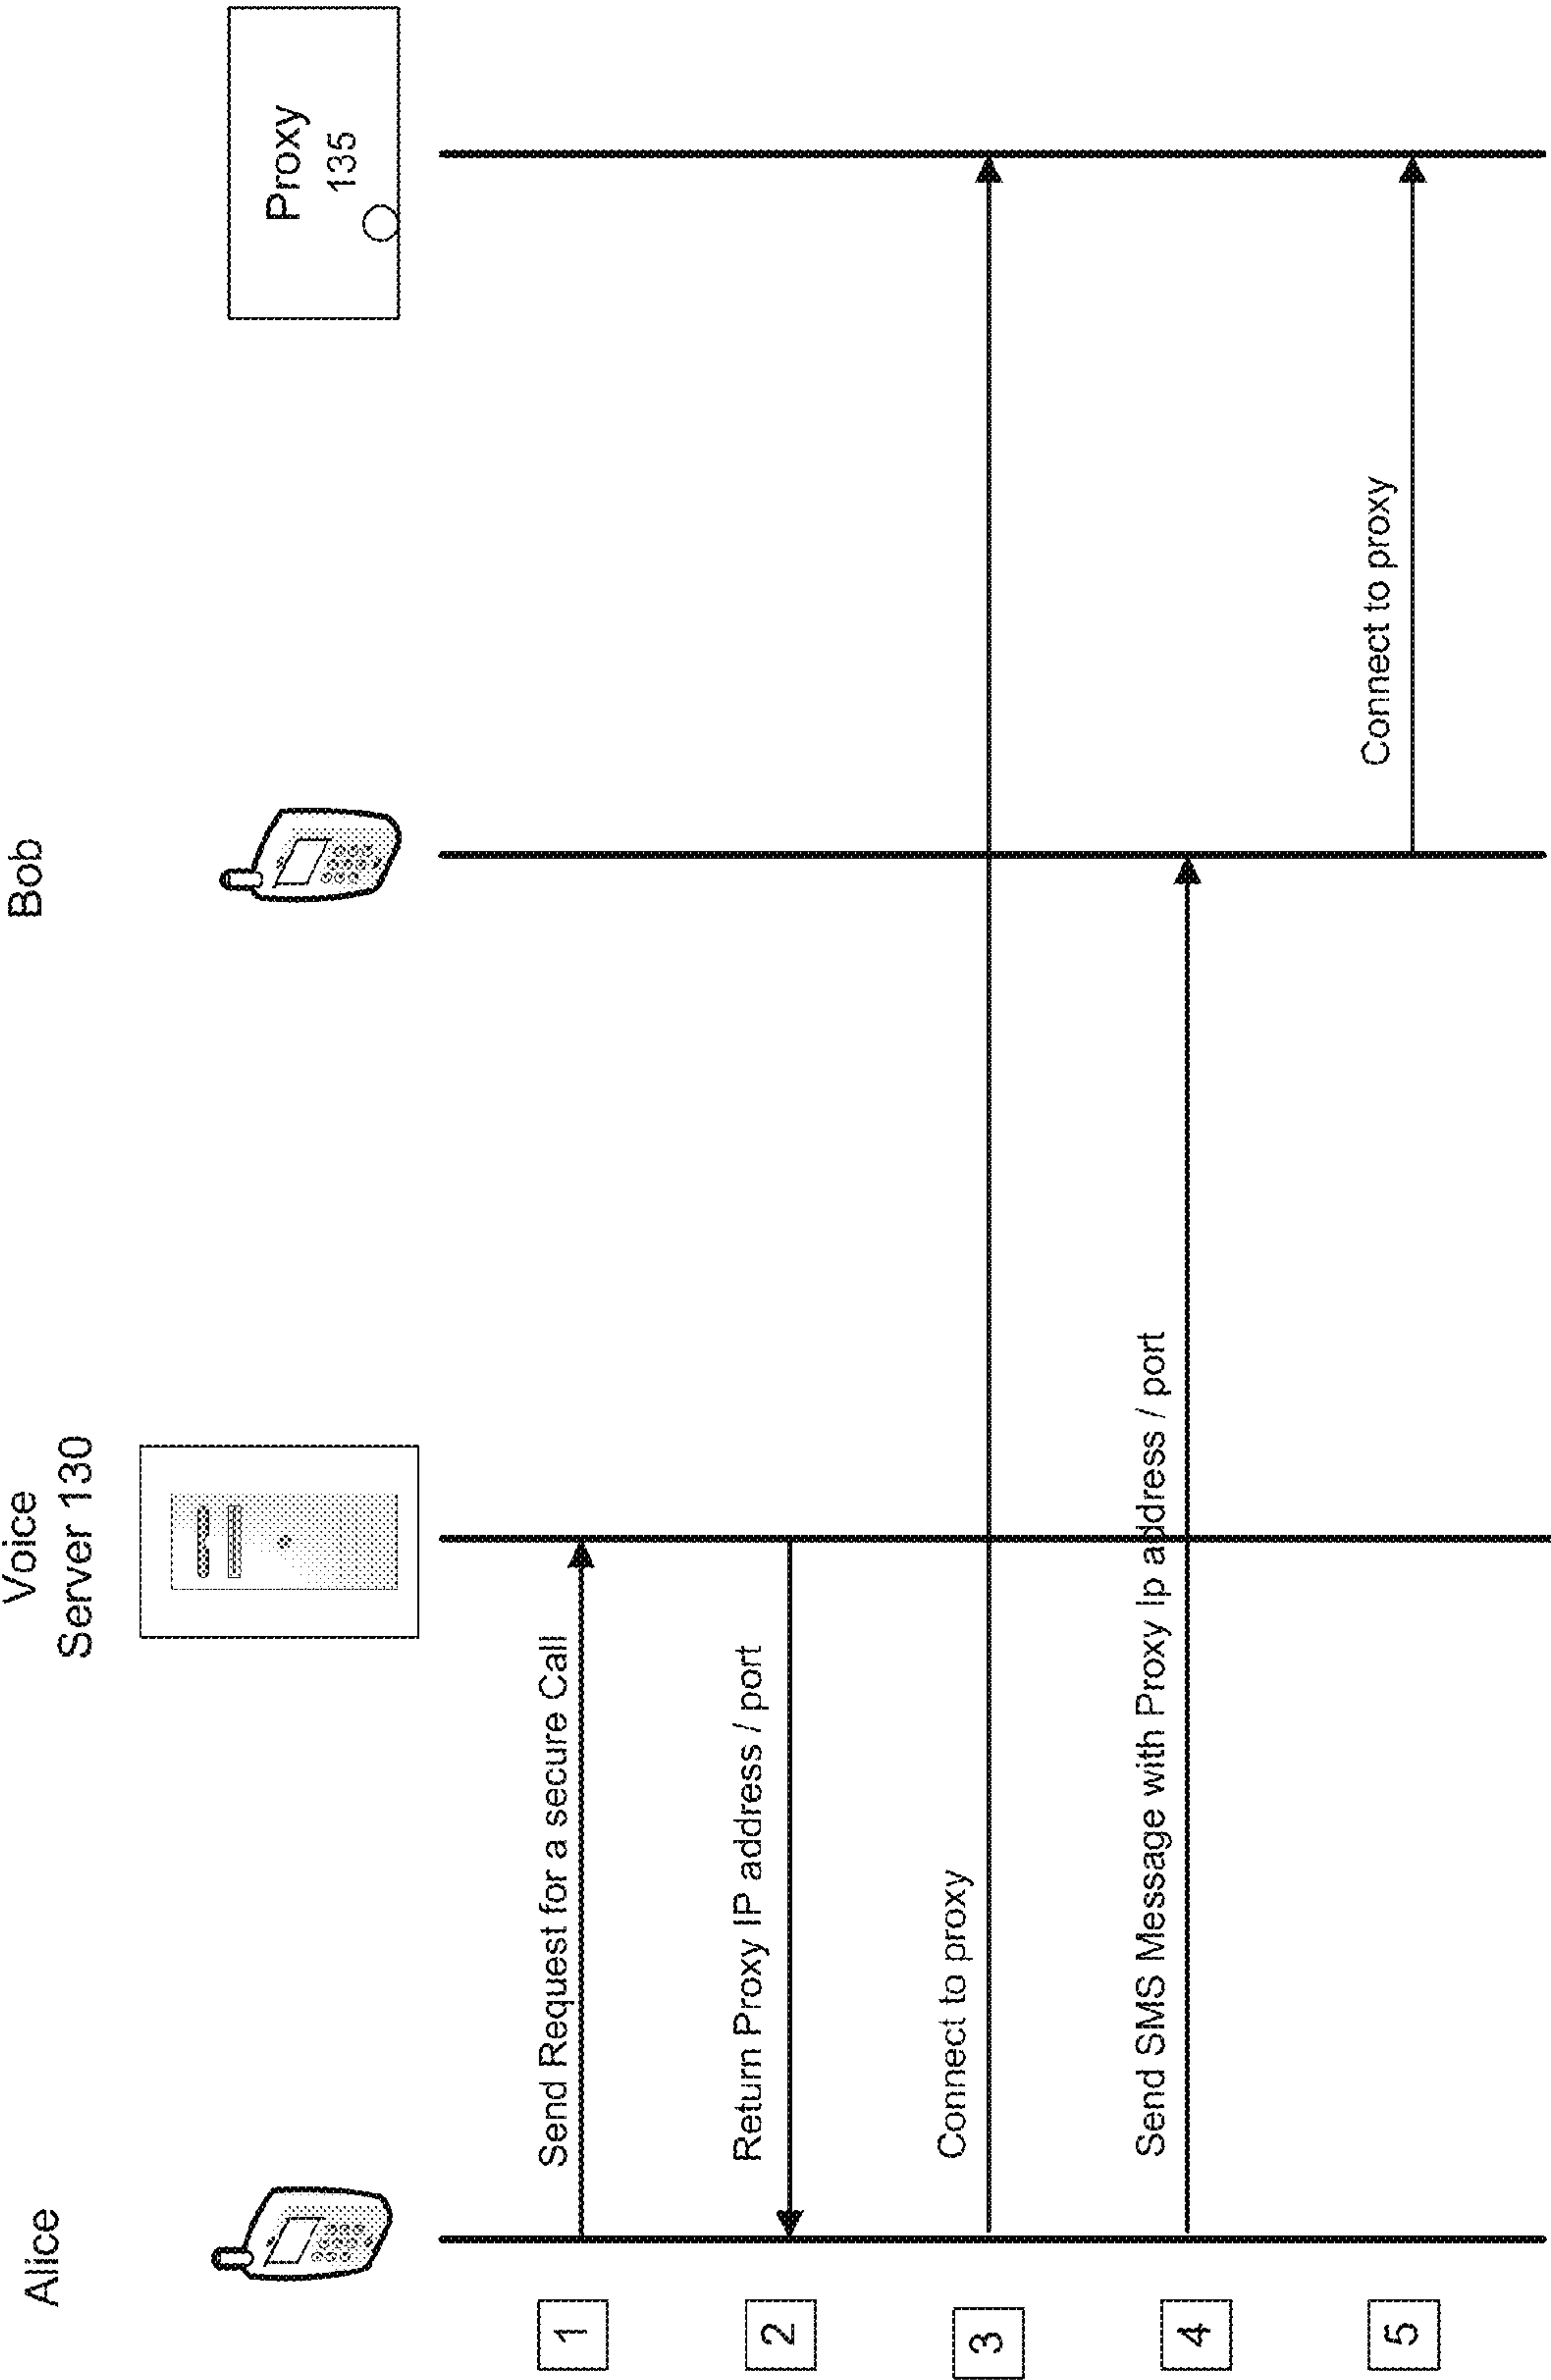 Alice
Voice
Server 130
Bob
Proxy
135
1
Send Request for a secure Call
2
Return Proxy IP address / port
3
Connect to proxy
4
Send SMS Message with Proxy Ip address / port
5
Connect to proxy